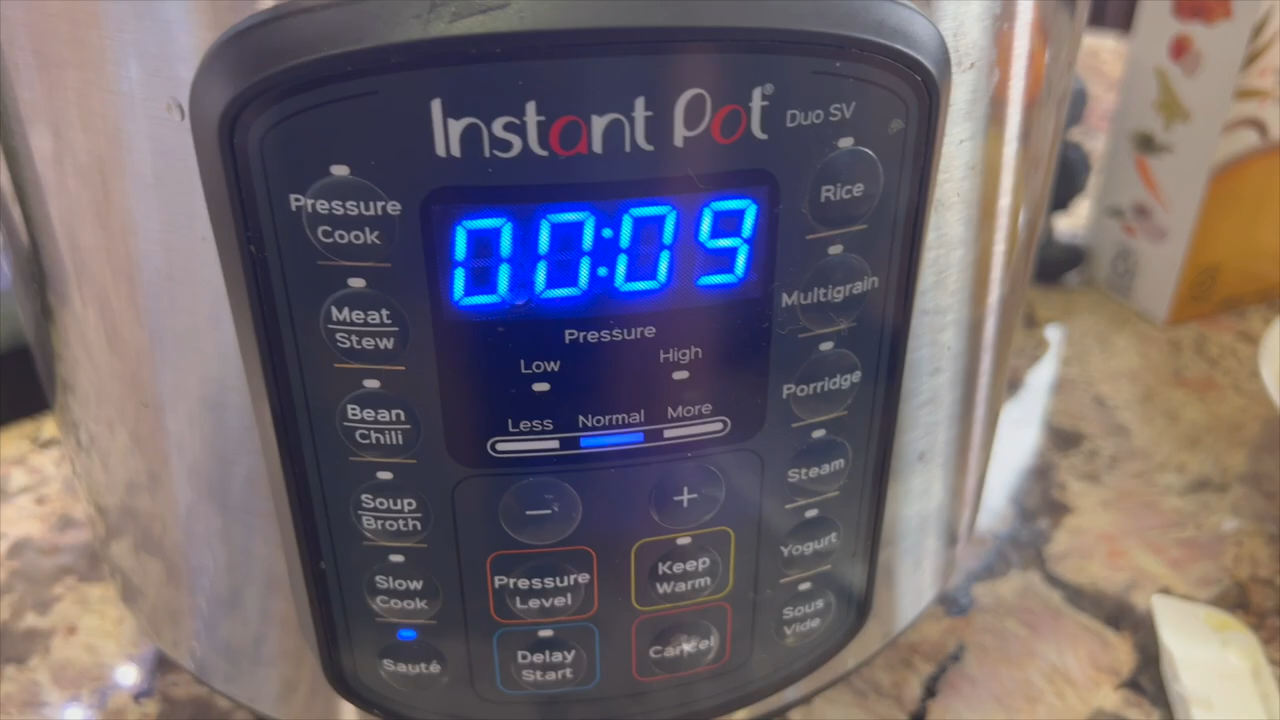 Instant Pot® Duo SV
Pressure
Cook
Meat
Stew
Bean
Chili
Soup
Broth
Slow
Cook
Sauté
00:09
Pressure
Low High
Less Normal More
- +
Pressure
Level
Keep
Warm
Delay
Start
Cancel
Rice
Multigrain
Porridge
Steam
Yogurt
Sous
Vide